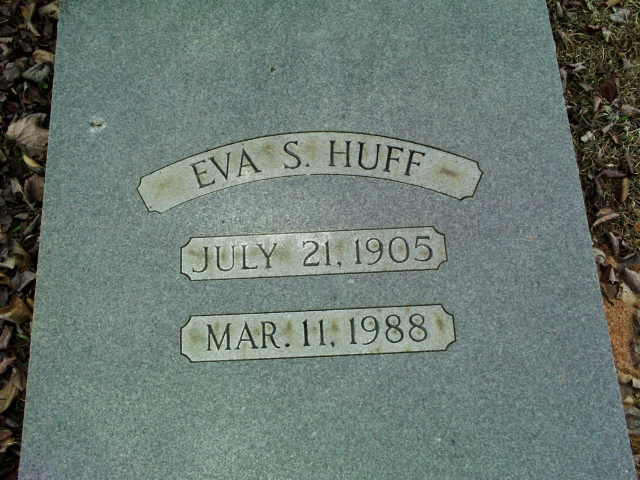 EVA S. HUFF
JULY 21, 1905
MAR. 11, 1988